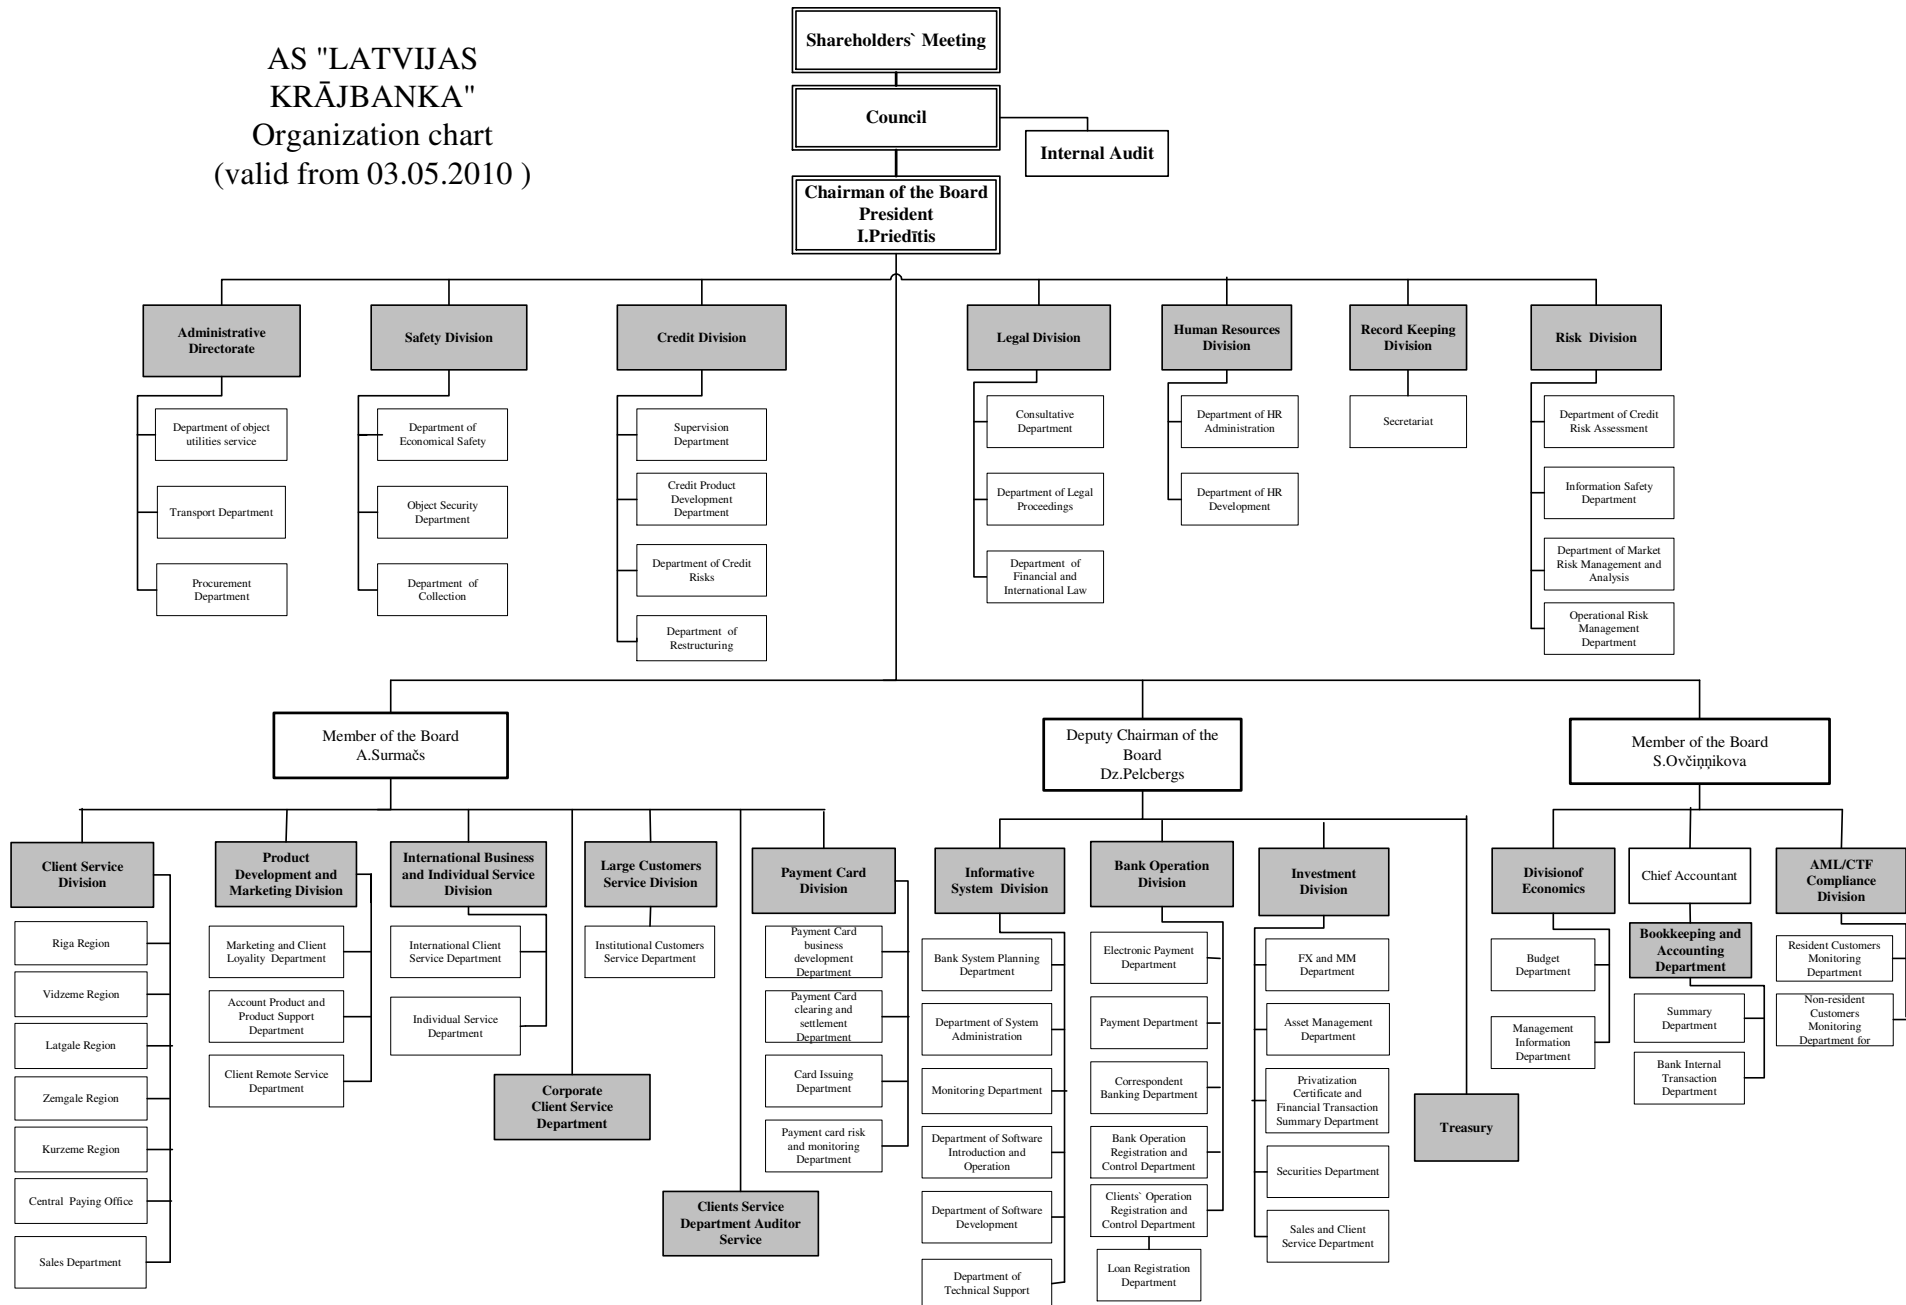 AS "LATVIJAS
KRĀJBANKA"
Organization chart
(valid from 03.05.2010 )
Shareholders` Meeting
Council
Internal Audit
Chairman of the Board
President
I.Priedītis
Administrative
Directorate
Safety Division
Credit Division
Legal Division
Human Resources
Division
Record Keeping
Division
Risk Division
Department of object
utilities service
Transport Department
Procurement
Department
Department of
Economical Safety
Object Security
Department
Department of
Collection
Supervision
Department
Credit Product
Development
Department
Department of Credit
Risks
Department of
Restructuring
Consultative
Department
Department of Legal
Proceedings
Department of
Financial and
International Law
Department of HR
Administration
Department of HR
Development
Secretariat
Department of Credit
Risk Assessment
Information Safety
Department
Department of Market
Risk Management and
Analysis
Operational Risk
Management
Department
Member of the Board
A.Surmačs
Deputy Chairman of the
Board
Dz.Pelcbergs
Member of the Board
S.Ovčiņņikova
Client Service
Division
Riga Region
Vidzeme Region
Latgale Region
Zemgale Region
Kurzeme Region
Central Paying Office
Sales Department
Product
Development and
Marketing Division
Marketing and Client
Loyality Department
Account Product and
Product Support
Department
Client Remote Service
Department
International Business
and Individual Service
Division
International Client
Service Department
Individual Service
Department
Corporate
Client Service
Department
Large Customers
Service Division
Institutional Customers
Service Department
Clients Service
Department Auditor
Service
Payment Card
Division
Payment Card
business
development
Department
Payment Card
clearing and
settlement
Department
Card Issuing
Department
Payment card risk
and monitoring
Department
Informative
System Division
Bank System Planning
Department
Department of System
Administration
Monitoring Department
Department of Software
Introduction and
Operation
Department of Software
Development
Department of
Technical Support
Bank Operation
Division
Electronic Payment
Department
Payment Department
Correspondent
Banking Department
Bank Operation
Registration and
Control Department
Clients` Operation
Registration and
Control Department
Loan Registration
Department
Investment
Division
FX and MM
Department
Asset Management
Department
Privatization
Certificate and
Financial Transaction
Summary Department
Securities Department
Sales and Client
Service Department
Treasury
Divisionof
Economics
Budget
Department
Management
Information
Department
Chief Accountant
Bookkeeping and
Accounting
Department
Summary
Department
Bank Internal
Transaction
Department
AML/CTF
Compliance
Division
Resident Customers
Monitoring
Department
Non-resident
Customers
Monitoring
Department for